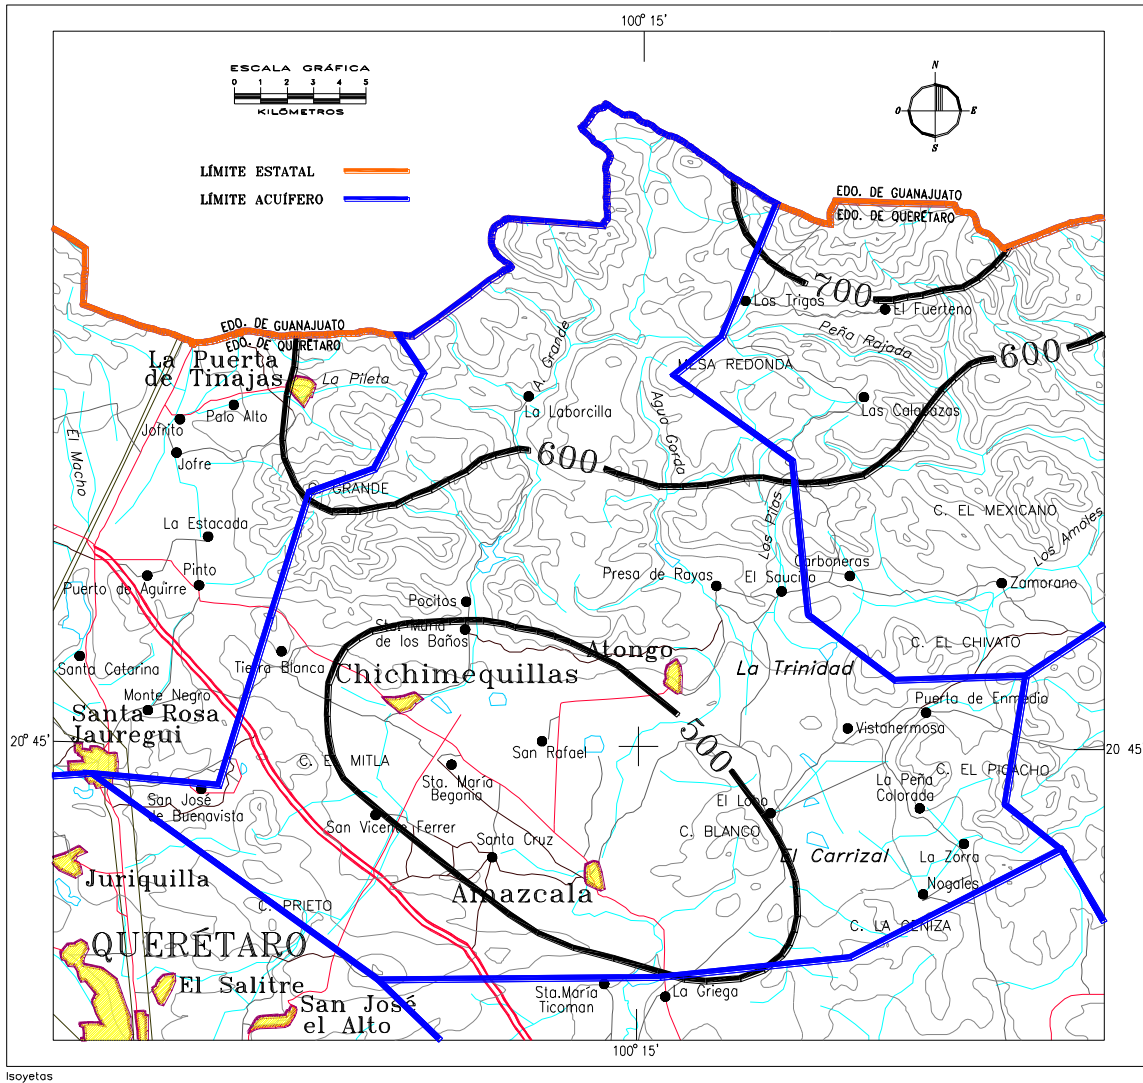 100° 15'
ESCALA GRÁFICA
0 1 2 3 4 5
KILÓMETROS
N
O E
S
LÍMITE ESTATAL
LÍMITE ACUÍFERO
EDO. DE GUANAJUATO
EDO. DE QUERÉTARO
700
Los Trigos
El Fuerteno
EDO. DE GUANAJUATO
EDO. DE QUERÉTARO
Peña Rajada
600
La Puerta
de Tinajas
La Pileta
A. Grande
MESA REDONDA
Palo Alto
Jofrito
La Laborcilla
Agua Gorda
Las Calabazas
El Macho
Jofre
600
C. GRANDE
La Estacada
Las Pilas
C. EL MEXICANO
Los Amoles
Puerto de Aguirre
Pinto
Presa de Rayas
El Saucillo
Carboneras
Zamorano
Pocitos
Sta. María
de los Baños
Atongo
C. EL CHIVATO
Santa Catarina
Tierra Blanca
Chichimequillas
La Trinidad
Monte Negro
Santa Rosa
Jauregui
Puerta de Enmedio
Vistahermosa
500
San Rafael
20° 45'
20° 45'
C. EL MITLA
Sta. María
Begonia
C. EL PICACHO
La Peña
Colorada
San José
de Buenavista
San Vicente Ferrer
El Lobo
C. BLANCO
Santa Cruz
El Carrizal
La Zorra
Juriquilla
Amazcala
Nogales
C. PRIETO
C. LA CENIZA
QUERÉTARO
El Salitre
San José
el Alto
Sta.María
Ticoman
La Griega
100° 15'
Isoyetas